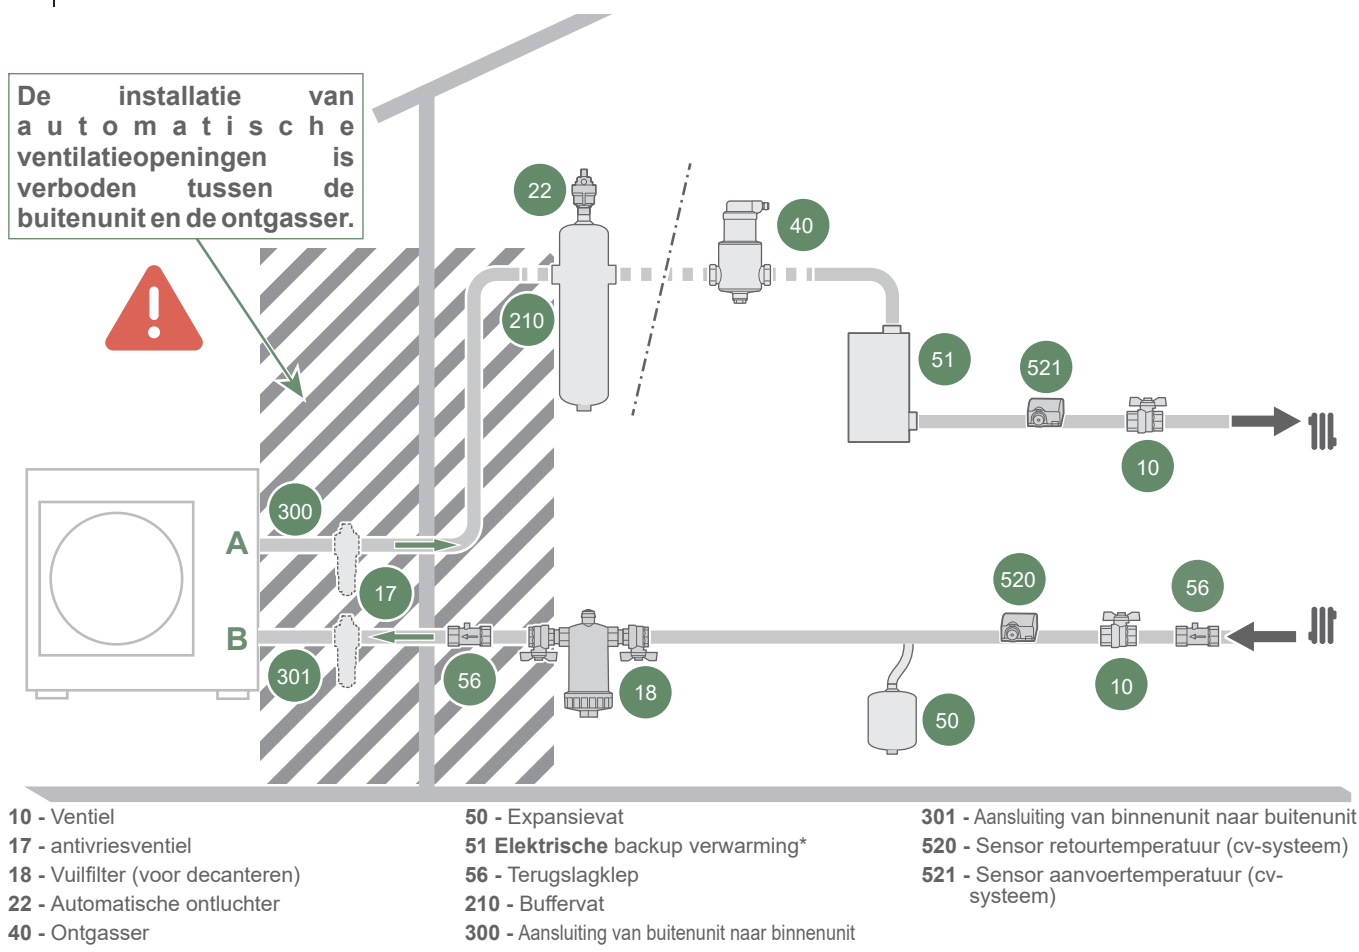 De installatie van
automatische
ventilatieopeningen is
verboden tussen de
buitenunit en de ontgasser.
22
40
210
51
521
10
300
A
17
520
56
B
301
56
18
10
50
10 - Ventiel
17 - antivriesventiel
18 - Vuilfilter (voor decanteren)
22 - Automatische ontluchter
40 - Ontgasser
50 - Expansievat
51 Elektrische backup verwarming*
56 - Terugslagklep
210 - Buffervat
300 - Aansluiting van buitenunit naar binnenunit
301 - Aansluiting van binnenunit naar buitenunit
520 - Sensor retourtemperatuur (cv-systeem)
521 - Sensor aanvoertemperatuur (cv-
systeem)